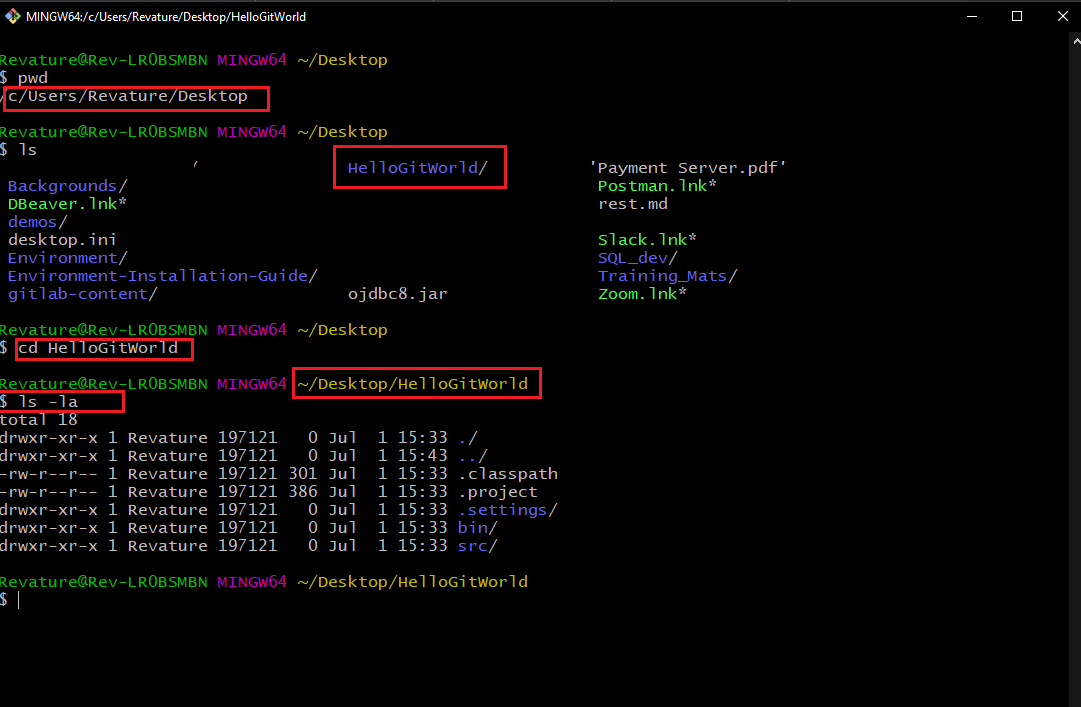 MINGW64:/c/Users/Revature/Desktop/HelloGitWorld
Revature@Rev-LR0BSMBN MINGW64 ~/Desktop
$ pwd
/c/Users/Revature/Desktop
Revature@Rev-LR0BSMBN MINGW64 ~/Desktop
$ ls
/ HelloGitWorld/ 'Payment Server.pdf'
Backgrounds/ Postman.lnk*
DBeaver.lnk* rest.md
demos/
desktop.ini Slack.lnk*
Environment/ SQL_dev/
Environment-Installation-Guide/ Training_Mats/
gitlab-content/ ojdbc8.jar Zoom.lnk*
Revature@Rev-LR0BSMBN MINGW64 ~/Desktop
$ cd HelloGitWorld
Revature@Rev-LR0BSMBN MINGW64 ~/Desktop/HelloGitWorld
$ ls -la
total 18
drwxr-xr-x 1 Revature 197121 0 Jul 1 15:33 ./
drwxr-xr-x 1 Revature 197121 0 Jul 1 15:43 ../
-rw-r--r-- 1 Revature 197121 301 Jul 1 15:33 .classpath
-rw-r--r-- 1 Revature 197121 386 Jul 1 15:33 .project
drwxr-xr-x 1 Revature 197121 0 Jul 1 15:33 .settings/
drwxr-xr-x 1 Revature 197121 0 Jul 1 15:33 bin/
drwxr-xr-x 1 Revature 197121 0 Jul 1 15:33 src/
Revature@Rev-LR0BSMBN MINGW64 ~/Desktop/HelloGitWorld
$